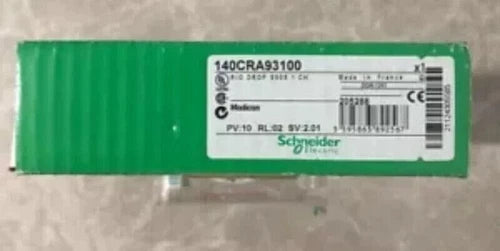 140CRA93100 x1
RIO DROP S908 1 CH Made in France
Modicon
205288
PV:10 RL:02 SV:2.01
Schneider
Electric